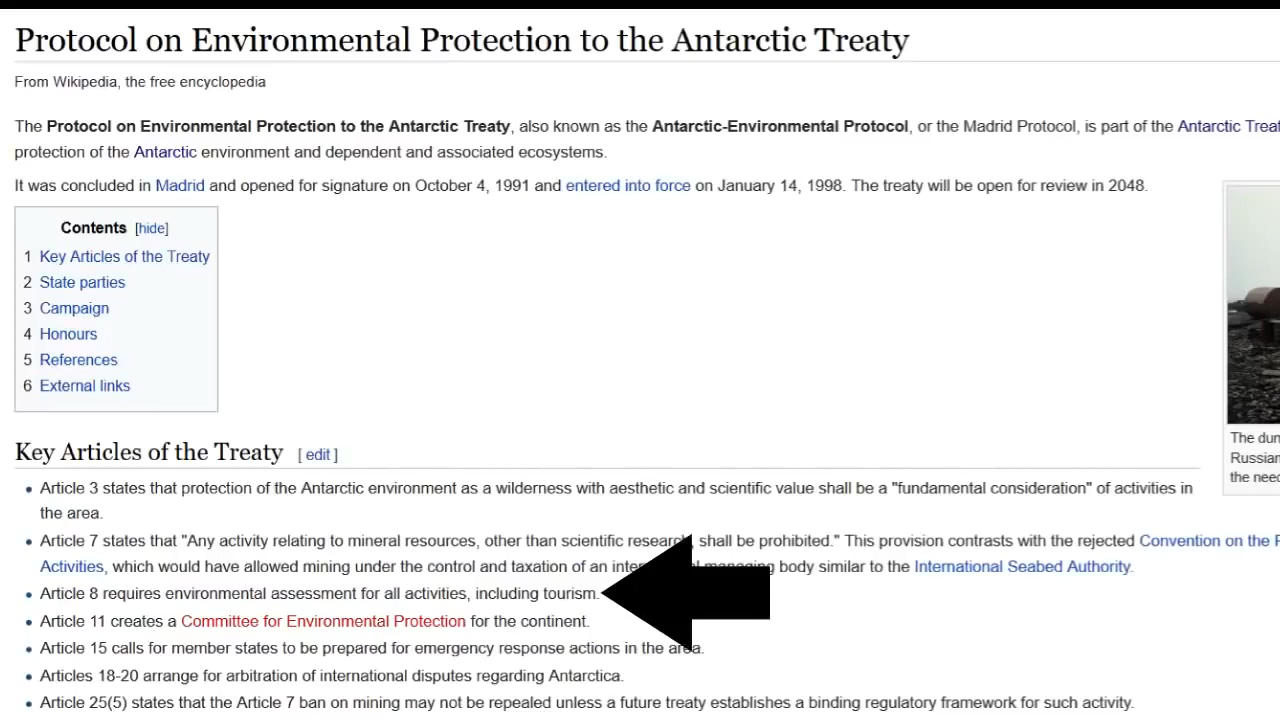 Protocol on Environmental Protection to the Antarctic Treaty
From Wikipedia, the free encyclopedia
The Protocol on Environmental Protection to the Antarctic Treaty, also known as the Antarctic-Environmental Protocol, or the Madrid Protocol, is part of the Antarctic Treat
protection of the Antarctic environment and dependent and associated ecosystems.
It was concluded in Madrid and opened for signature on October 4, 1991 and entered into force on January 14, 1998. The treaty will be open for review in 2048.
Contents [hide]
1 Key Articles of the Treaty
2 State parties
3 Campaign
4 Honours
5 References
6 External links
The dun
Russian
the need
Key Articles of the Treaty [ edit ]
Article 3 states that protection of the Antarctic environment as a wilderness with aesthetic and scientific value shall be a "fundamental consideration" of activities in
the area.
Article 7 states that "Any activity relating to mineral resources, other than scientific research, shall be prohibited." This provision contrasts with the rejected Convention on the
Activities, which would have allowed mining under the control and taxation of an managing body similar to the International Seabed Authority.
Article 8 requires environmental assessment for all activities, including tourism.
Article 11 creates a Committee for Environmental Protection for the continent.
Article 15 calls for member states to be prepared for emergency response actions in the area.
Articles 18-20 arrange for arbitration of international disputes regarding Antarctica.
Article 25(5) states that the Article 7 ban on mining may not be repealed unless a future treaty establishes a binding regulatory framework for such activity.